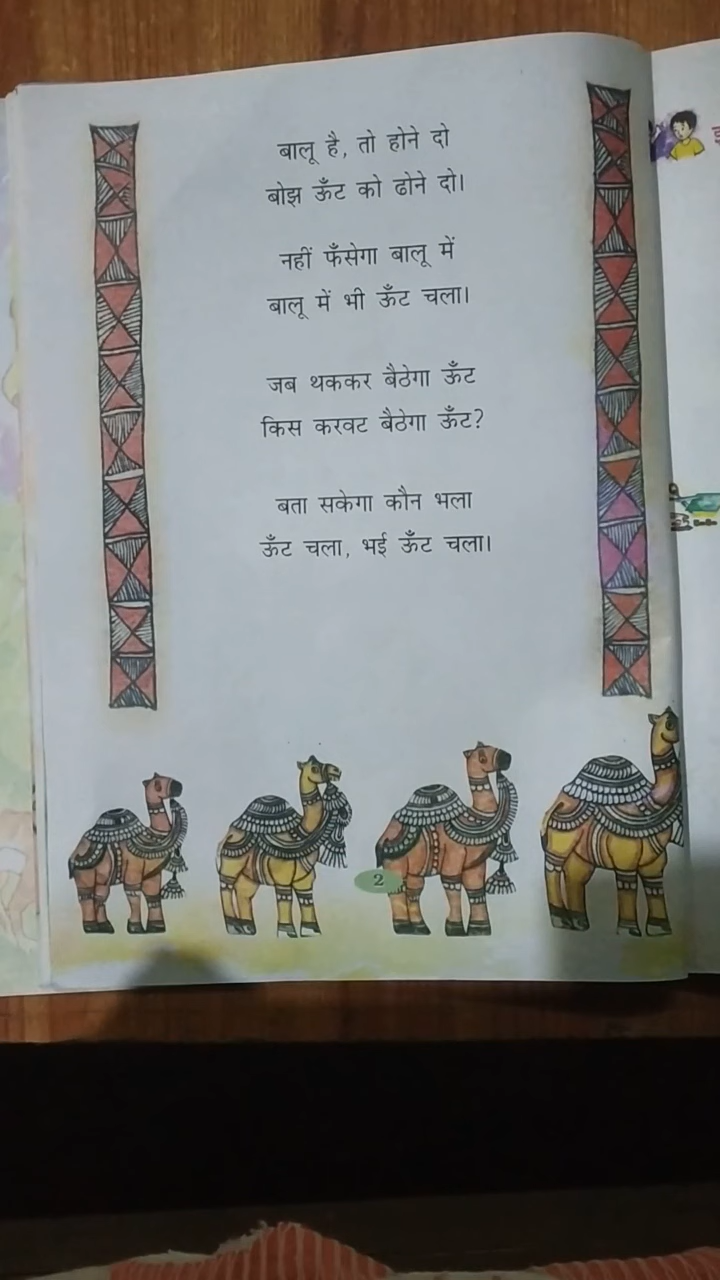 बालू है, तो होने दो
बोझ ऊँट को ढोने दो।
नहीं फँसेगा बालू में
बालू में भी ऊँट चला।
जब थककर बैठेगा ऊँट
किस करवट बैठेगा ऊँट?
बता सकेगा कौन भला
ऊँट चला, भई ऊँट चला।
2